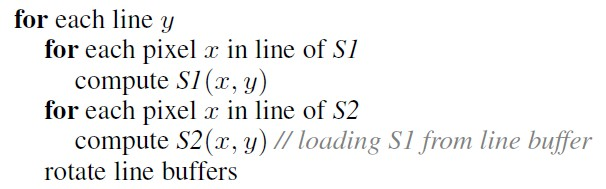 for each line y
for each pixel x in line of S1
compute S1(x, y)
for each pixel x in line of S2
compute S2(x, y) // loading S1 from line buffer
rotate line buffers